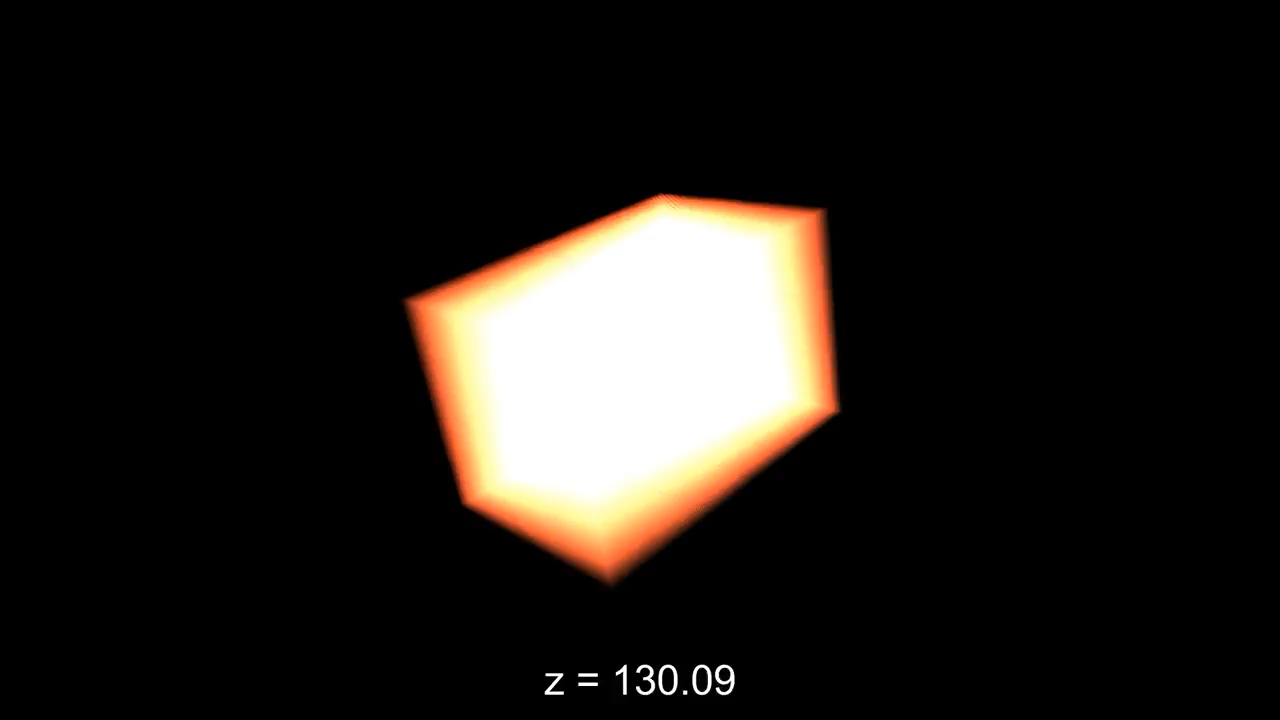 z = 130.09